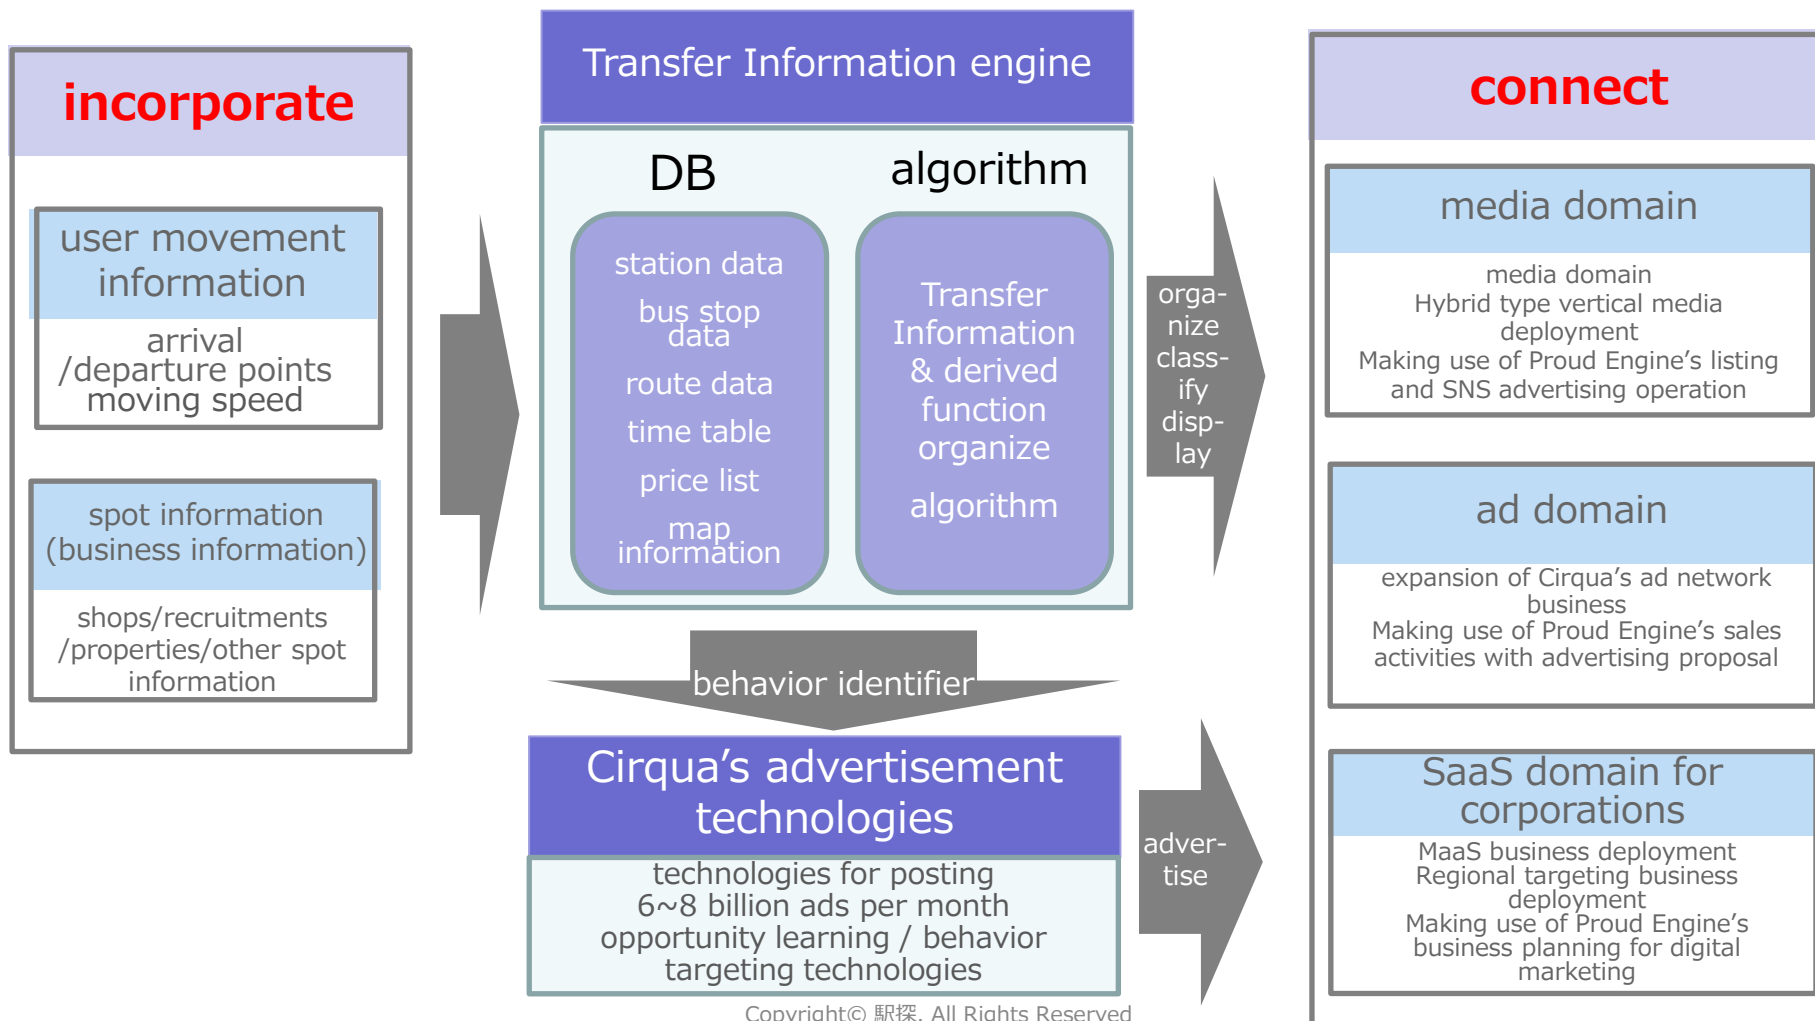 incorporate
user movement
information
arrival
/departure points
moving speed
spot information
(business information)
shops/recruitments
/properties/other spot
information
Transfer Information engine
DB
station data
bus stop
data
route data
time table
price list
map
information
algorithm
Transfer
Information
& derived
function
organize
algorithm
behavior identifier
Cirqua’s advertisement
technologies
technologies for posting
6~8 billion ads per month
opportunity learning / behavior
targeting technologies
orga-
nize
class-
ify
disp-
lay
adver-
tise
connect
media domain
media domain
Hybrid type vertical media
deployment
Making use of Proud Engine’s listing
and SNS advertising operation
ad domain
expansion of Cirqua’s ad network
business
Making use of Proud Engine’s sales
activities with advertising proposal
SaaS domain for
corporations
MaaS business deployment
Regional targeting business
deployment
Making use of Proud Engine’s
business planning for digital
marketing
Copyright© 駅探. All Rights Reserved